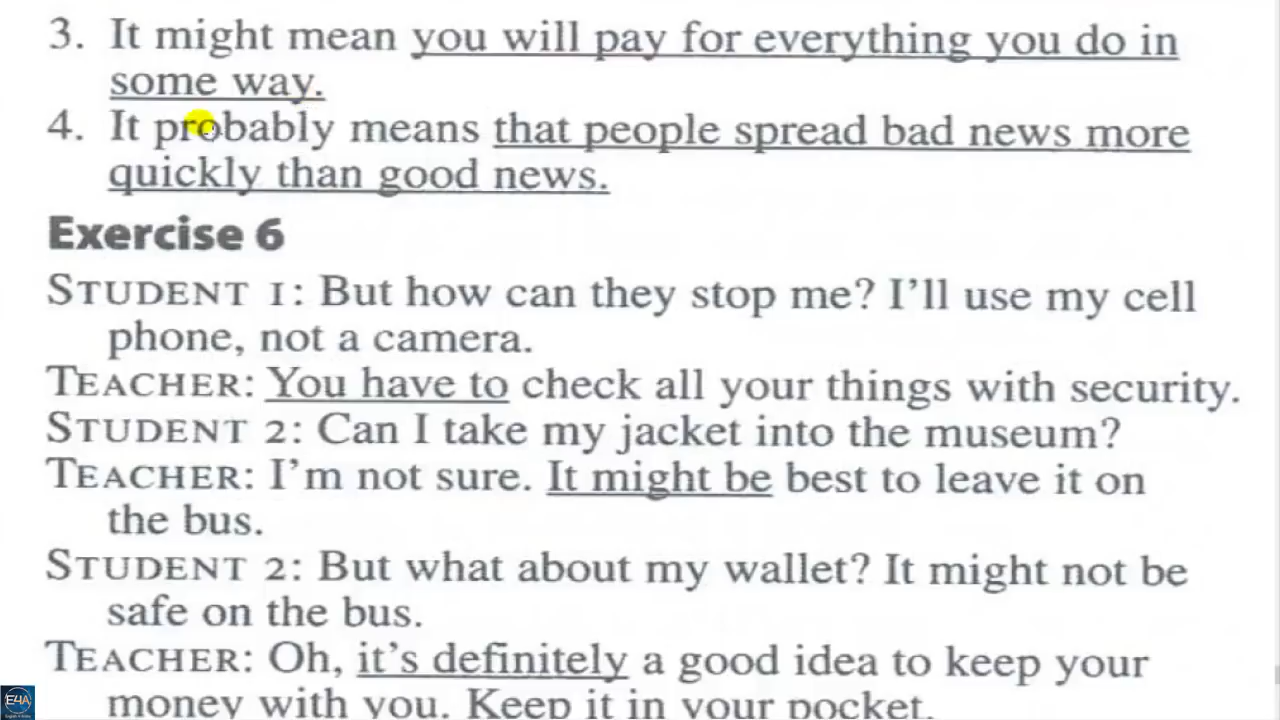 3. It might mean you will pay for everything you do in
some way.
4. It probably means that people spread bad news more
quickly than good news.
Exercise 6
STUDENT 1: But how can they stop me? I'll use my cell
phone, not a camera.
TEACHER: You have to check all your things with security.
STUDENT 2: Can I take my jacket into the museum?
TEACHER: I'm not sure. It might be best to leave it on
the bus.
STUDENT 2: But what about my wallet? It might not be
safe on the bus.
TEACHER: Oh, it's definitely a good idea to keep your
money with you. Keep it in your pocket.
E4A